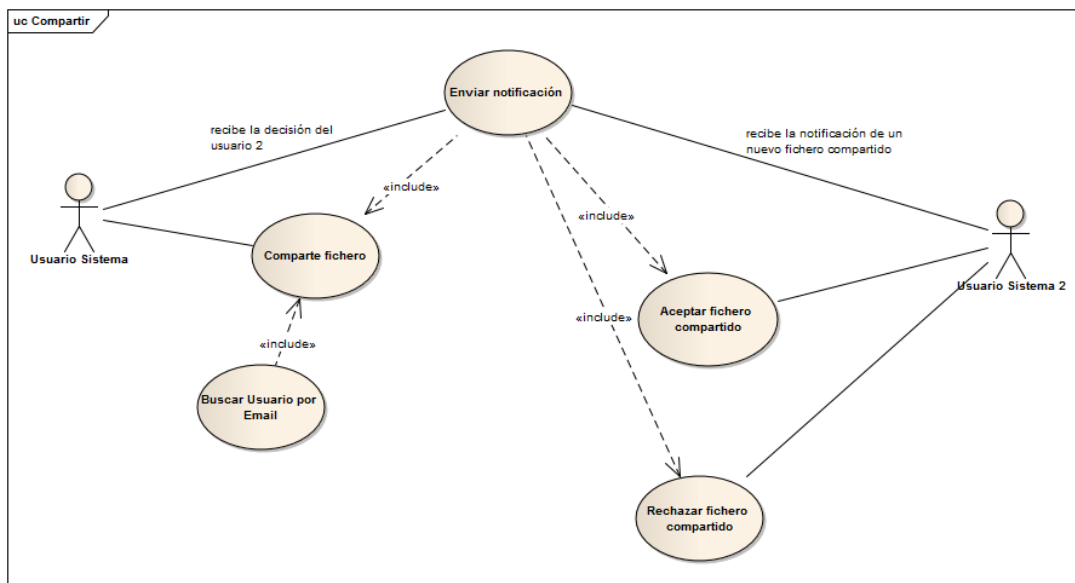 uc Compartir
Enviar notificación
recibe la decisión del
usuario 2
recibe la notificación de un
nuevo fichero compartido
«include»
«include»
Usuario Sistema
Comparte fichero
Usuario Sistema 2
Aceptar fichero
compartido
«include»
«include»
Buscar Usuario por
Email
Rechazar fichero
compartido